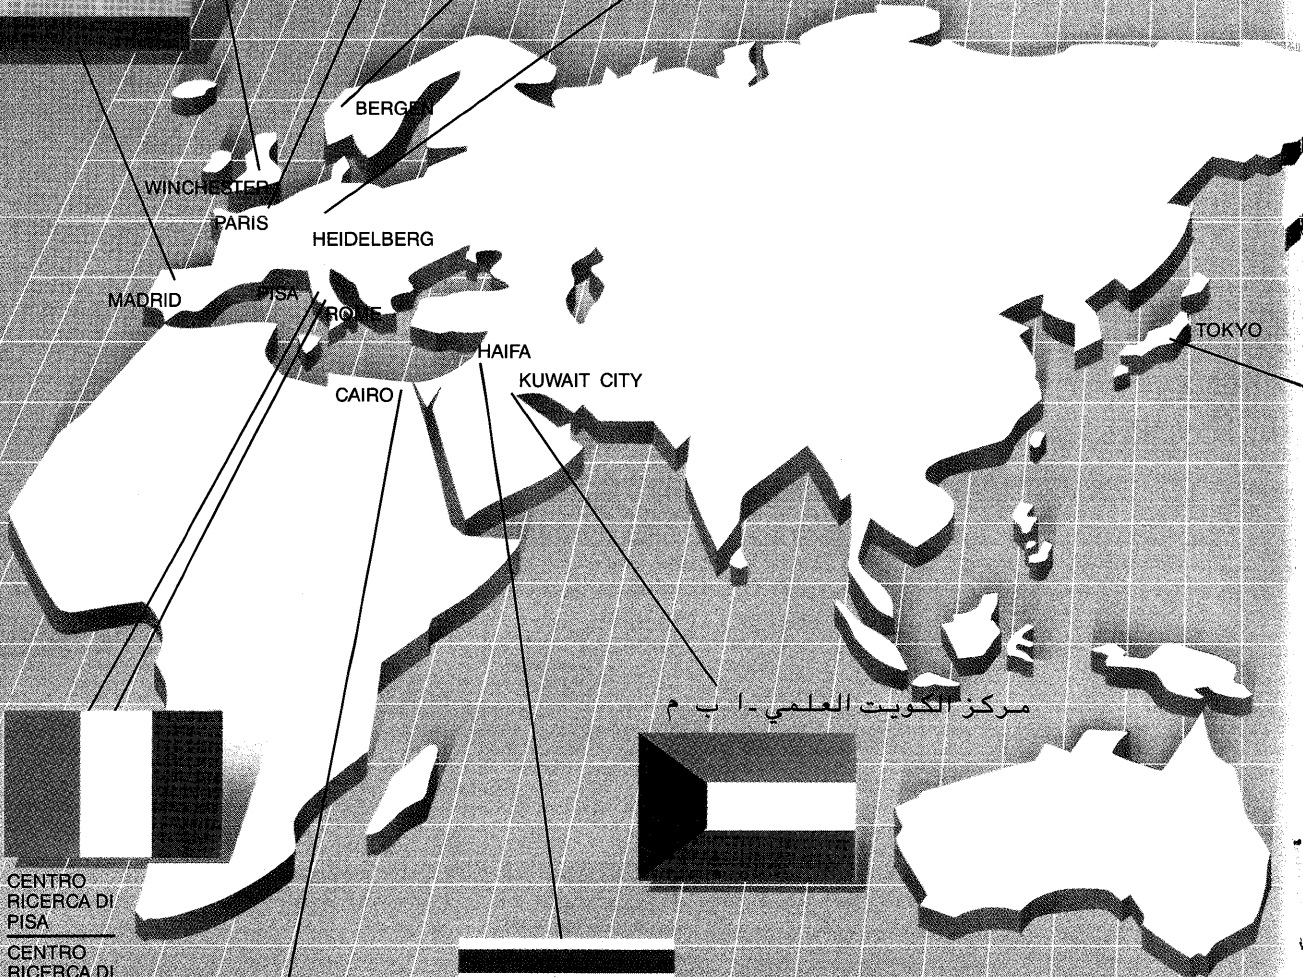 BERGEN
WINCHESTER
PARIS
HEIDELBERG
MADRID
PISA
ROME
TOKYO
HAIFA
KUWAIT CITY
CAIRO
مركز الكويت العلمي - ا ب م
CENTRO
RICERCA DI
PISA
CENTRO
RICERCA DI